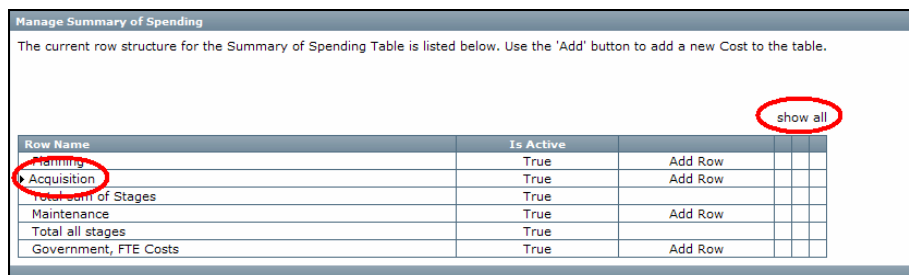 Manage Summary of Spending
The current row structure for the Summary of Spending Table is listed below. Use the 'Add' button to add a new Cost to the table.
show all
Row Name Is Active
Planning True Add Row
Acquisition True Add Row
Total sum of Stages True
Maintenance True Add Row
Total all stages True
Government, FTE Costs True Add Row